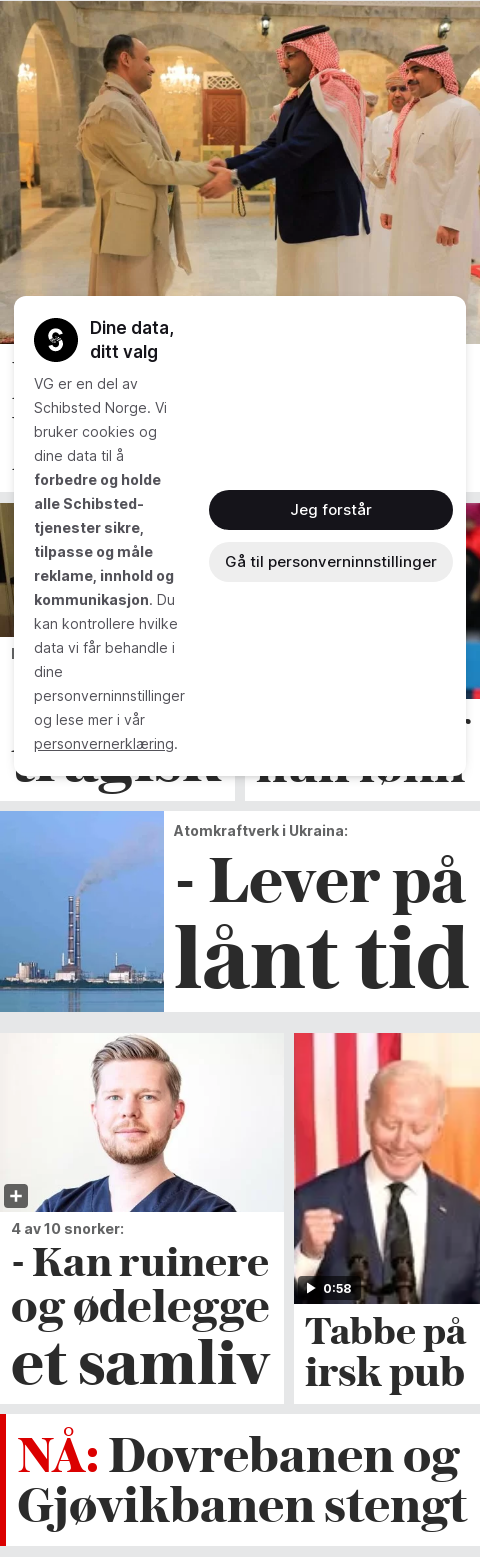 Dine data,
ditt valg
VG er en del av
Schibsted Norge. Vi
bruker cookies og
dine data til å
forbedre og holde
alle Schibsted-
tjenester sikre,
tilpasse og måle
reklame, innhold og
kommunikasjon. Du
kan kontrollere hvilke
data vi får behandle i
dine
personverninnstillinger
og lese mer i vår
personvernerklæring.
Jeg forstår
Gå til personverninnstillinger
Atomkraftverk i Ukraina:
- Lever på
lånt tid
4 av 10 snorker:
- Kan ruinere
og ødelegge
et samliv
0:58
Tabbe på
irsk pub
NÅ: Dovrebanen og
Gjøvikbanen stengt